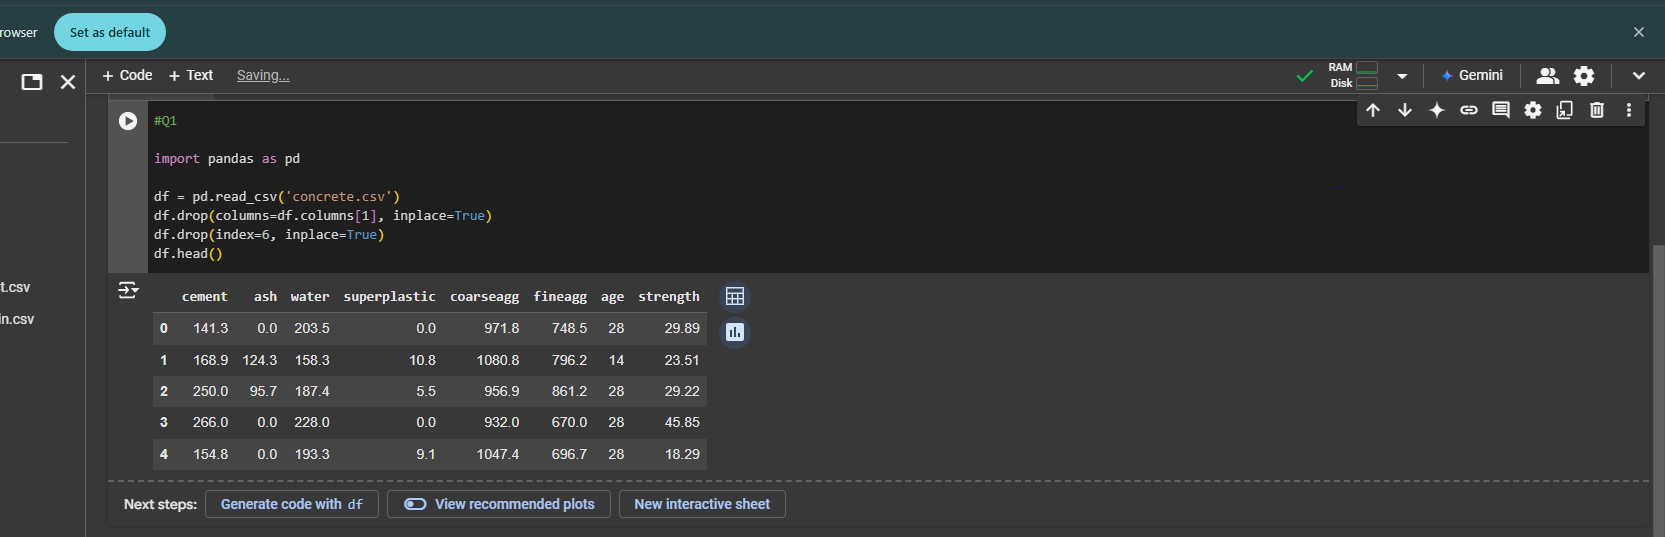 rowser Set as default
+ Code + Text Saving... RAM Disk Gemini
#Q1
import pandas as pd
df = pd.read_csv('concrete.csv')
df.drop(columns=df.columns[1], inplace=True)
df.drop(index=6, inplace=True)
df.head()
t.csv
in.csv
cement ash water superplastic coarseagg fineagg age strength
0 141.3 0.0 203.5 0.0 971.8 748.5 28 29.89
1 168.9 124.3 158.3 10.8 1080.8 796.2 14 23.51
2 250.0 95.7 187.4 5.5 956.9 861.2 28 29.22
3 266.0 0.0 228.0 0.0 932.0 670.0 28 45.85
4 154.8 0.0 193.3 9.1 1047.4 696.7 28 18.29
Next steps: Generate code with df View recommended plots New interactive sheet